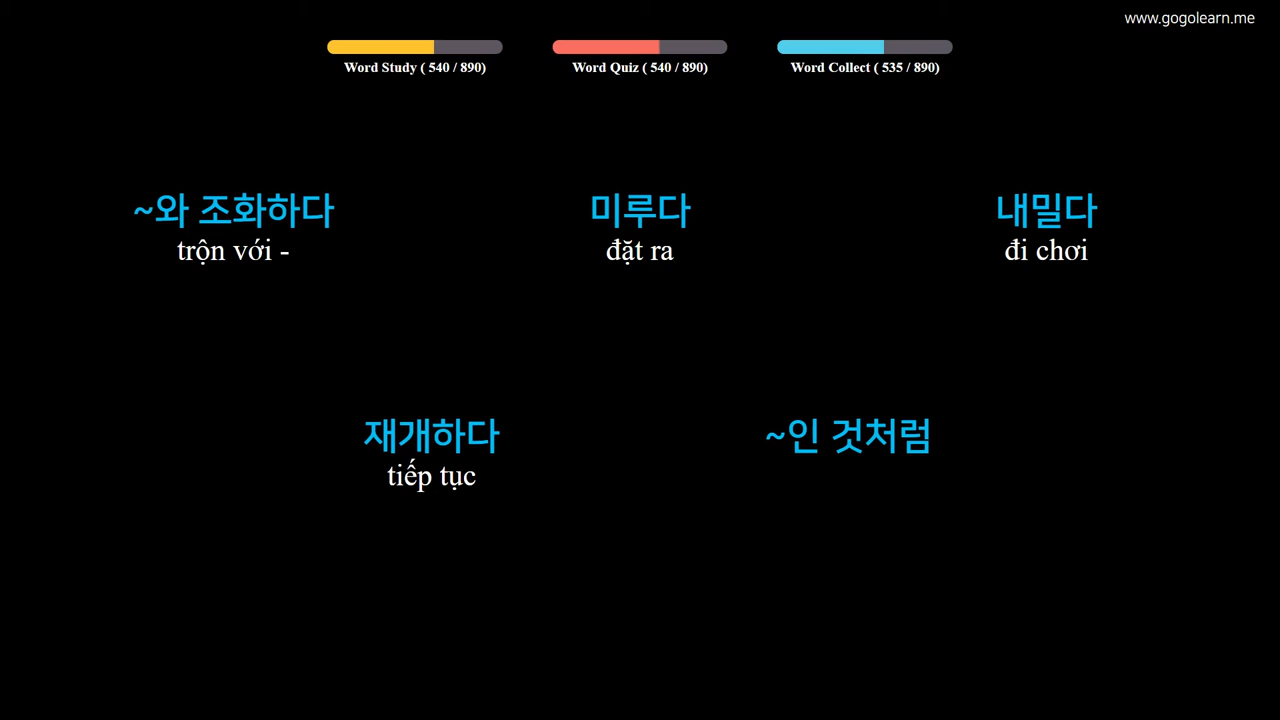 www.gogolearn.me
Word Study ( 540 / 890)
Word Quiz ( 540 / 890)
Word Collect ( 535 / 890)
~와 조화하다
trộn với -
미루다
đặt ra
내밀다
đi chơi
재개하다
tiếp tục
~인 것처럼